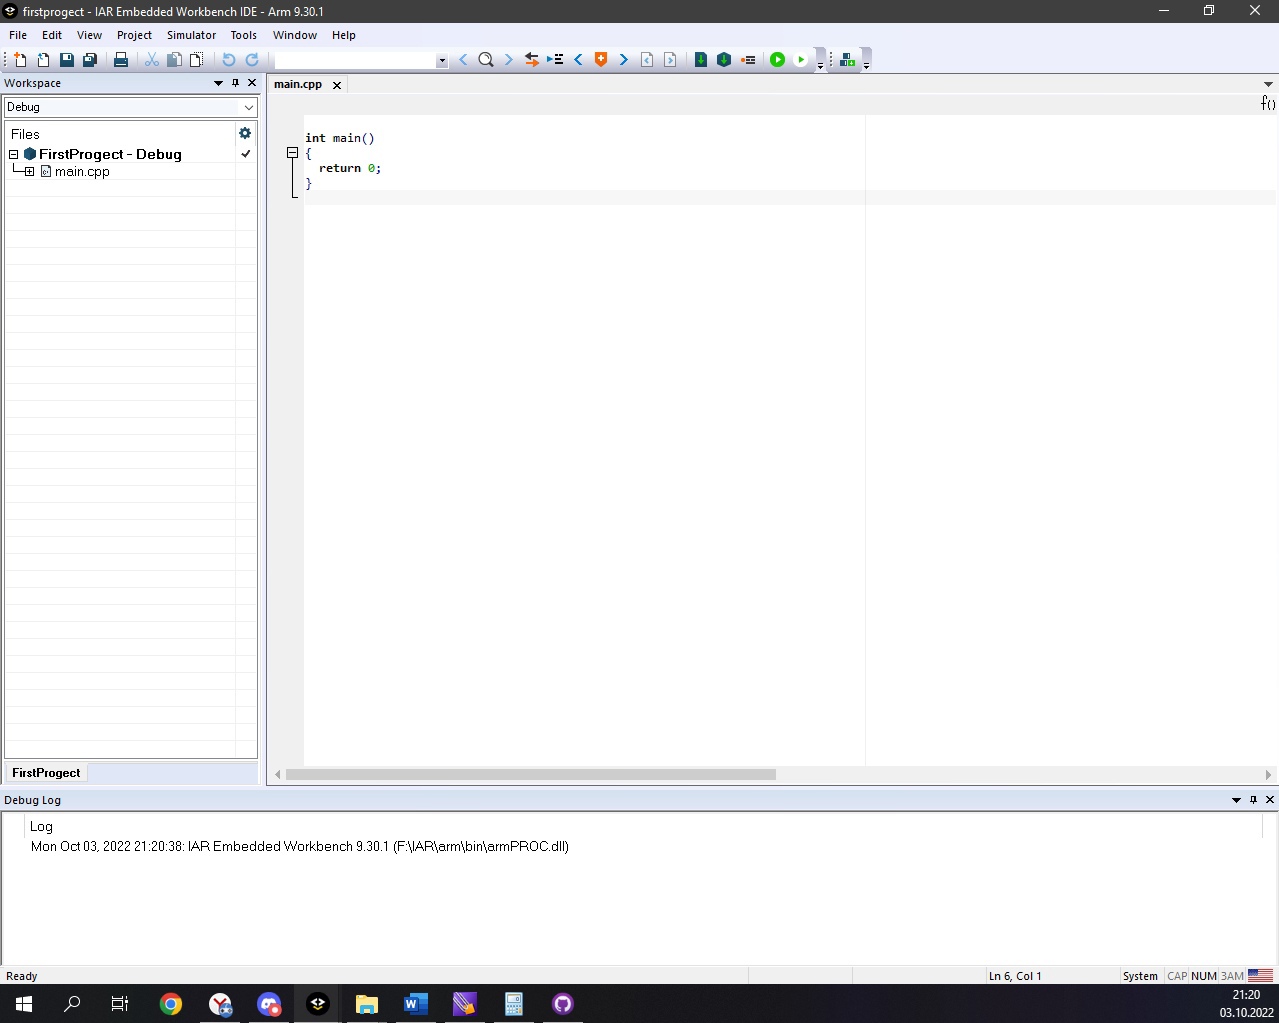 firstprogect - IAR Embedded Workbench IDE - Arm 9.30.1
File Edit View Project Simulator Tools Window Help
Workspace
main.cpp
Debug
f()
Files
FirstProgect - Debug
main.cpp
int main()
{
return 0;
}
FirstProgect
Debug Log
Log
Mon Oct 03, 2022 21:20:38: IAR Embedded Workbench 9.30.1 (F:\IAR\arm\bin\armPROC.dll)
Ready
Ln 6, Col 1
System CAP NUM ЗАМ
21:20
03.10.2022